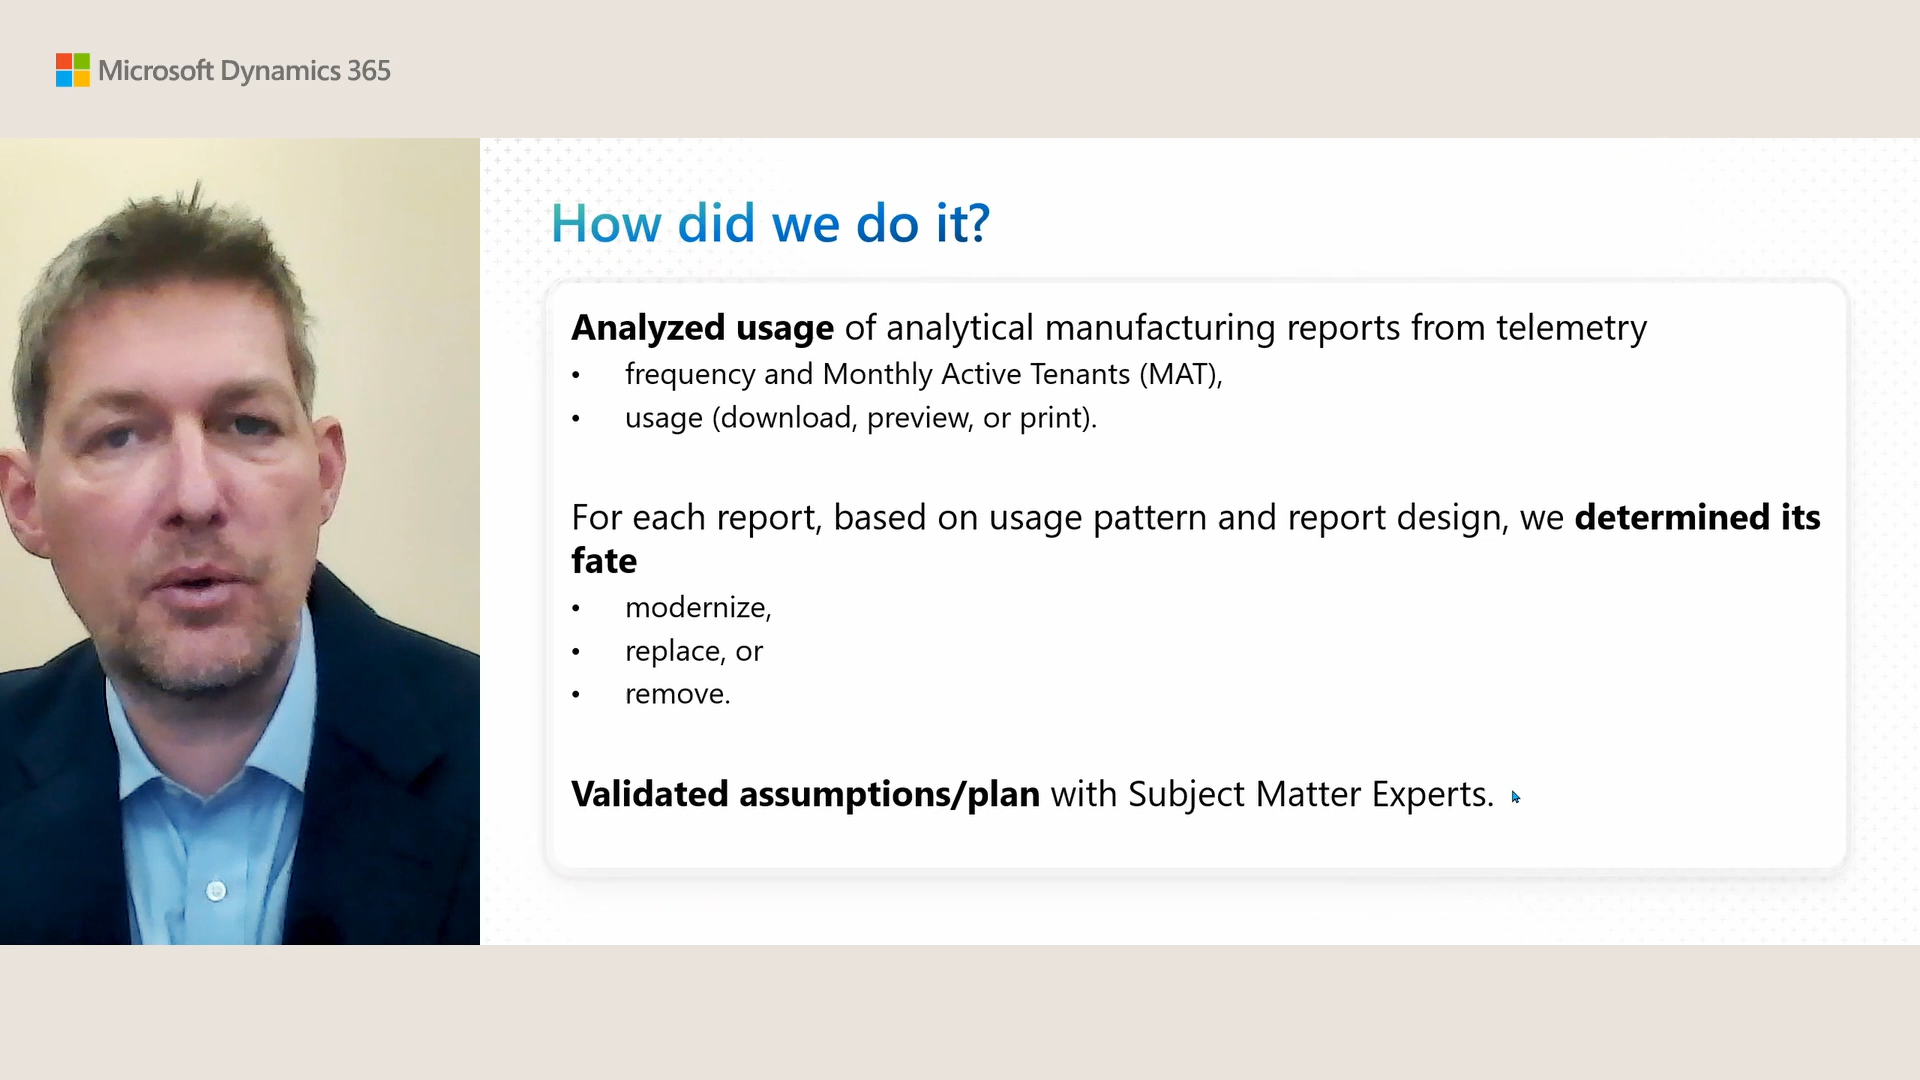 Microsoft Dynamics 365
How did we do it?
Analyzed usage of analytical manufacturing reports from telemetry
• frequency and Monthly Active Tenants (MAT),
• usage (download, preview, or print).
For each report, based on usage pattern and report design, we determined its
fate
• modernize,
• replace, or
• remove.
Validated assumptions/plan with Subject Matter Experts.